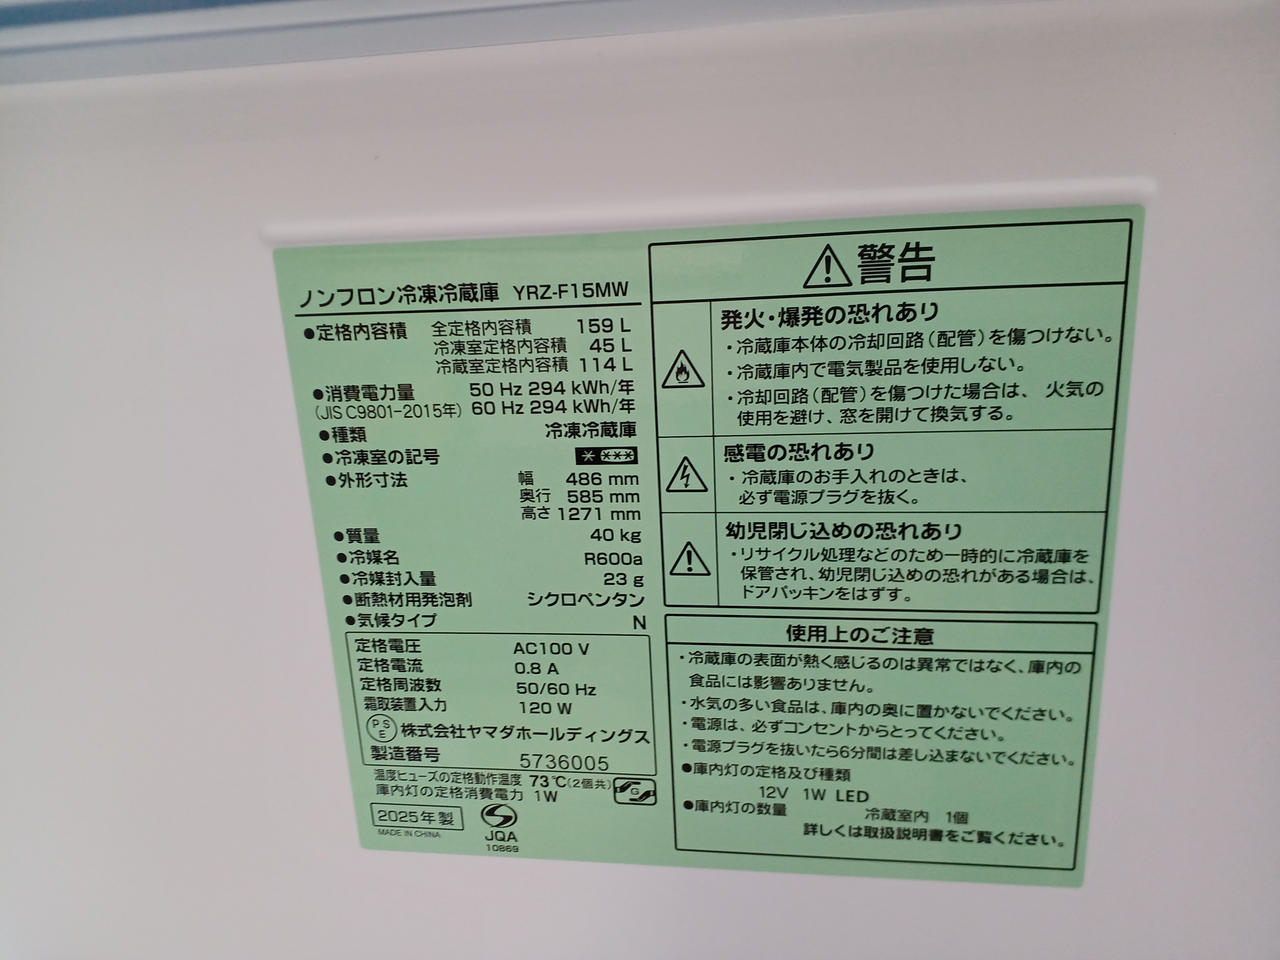 ノンフロン冷凍冷蔵庫 YRZ-F15MW
●定格内容積 全定格内容積 159 L
冷凍室定格内容積 45 L
冷蔵室定格内容積 114 L
●消費電力量 50 Hz 294 kWh/年
(JIS C9801-2015年) 60 Hz 294 kWh/年
●種類 冷凍冷蔵庫
●冷凍室の記号 * ***
●外形寸法 幅 486 mm
奥行 585 mm
高さ 1271 mm
●質量 40 kg
●冷媒名 R600a
●冷媒封入量 23 g
●断熱材用発泡剤 シクロペンタン
●気候タイプ N
定格電圧 AC100 V
定格電流 0.8 A
定格周波数 50/60 Hz
霜取装置入力 120 W
PSE 株式会社ヤマダホールディングス
製造番号 5736005
温度ヒューズの定格動作温度 73℃(2個共)
庫内灯の定格消費電力 1W
G
2025年製
MADE IN CHINA
JQA
10869
⚠警告
発火・爆発の恐れあり
・冷蔵庫本体の冷却回路(配管)を傷つけない。
・冷蔵庫内で電気製品を使用しない。
・冷却回路(配管)を傷つけた場合は、火気の
使用を避け、窓を開けて換気する。
感電の恐れあり
・冷蔵庫のお手入れのときは、
必ず電源プラグを抜く。
幼児閉じ込めの恐れあり
・リサイクル処理などのため一時的に冷蔵庫を
保管され、幼児閉じ込めの恐れがある場合は、
ドアパッキンをはずす。
使用上のご注意
・冷蔵庫の表面が熱く感じるのは異常ではなく、庫内の
食品には影響ありません。
・水気の多い食品は、庫内の奥に置かないでください。
・電源は、必ずコンセントからとってください。
・電源プラグを抜いたら6分間は差し込まないでください。
●庫内灯の定格及び種類
12V 1W LED
●庫内灯の数量 冷蔵室内 1個
詳しくは取扱説明書をご覧ください。